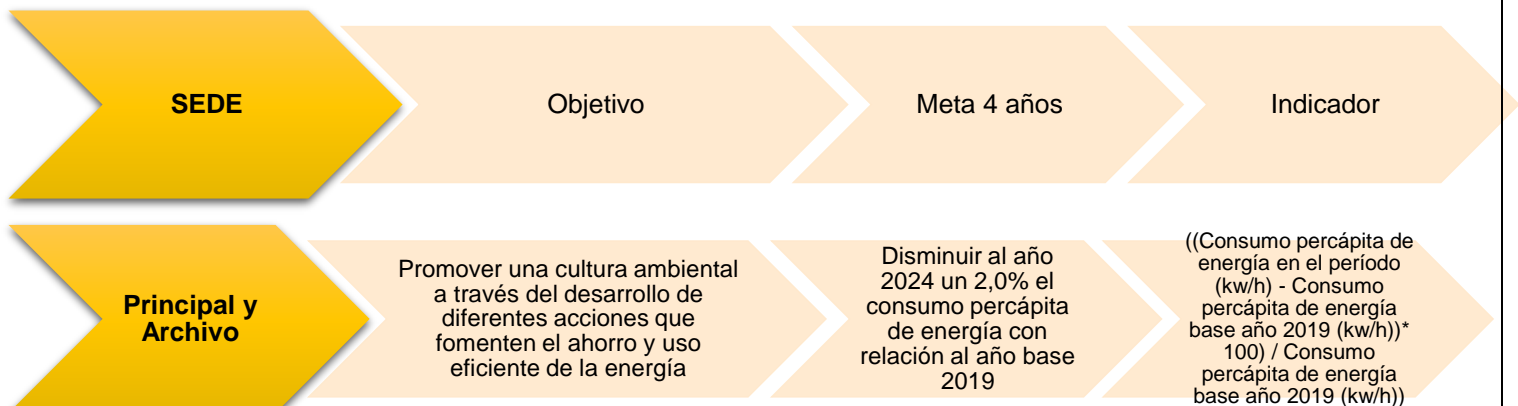 SEDE
Objetivo
Meta 4 años
Indicador
Principal y
Archivo
Promover una cultura ambiental
a través del desarrollo de
diferentes acciones que
fomenten el ahorro y uso
eficiente de la energía
Disminuir al año
2024 un 2,0% el
consumo percápita
de energía con
relación al año base
2019
((Consumo percápita de
energía en el período
(kw/h) - Consumo
percápita de energía
base año 2019 (kw/h))*
100) / Consumo
percápita de energía
base año 2019 (kw/h))